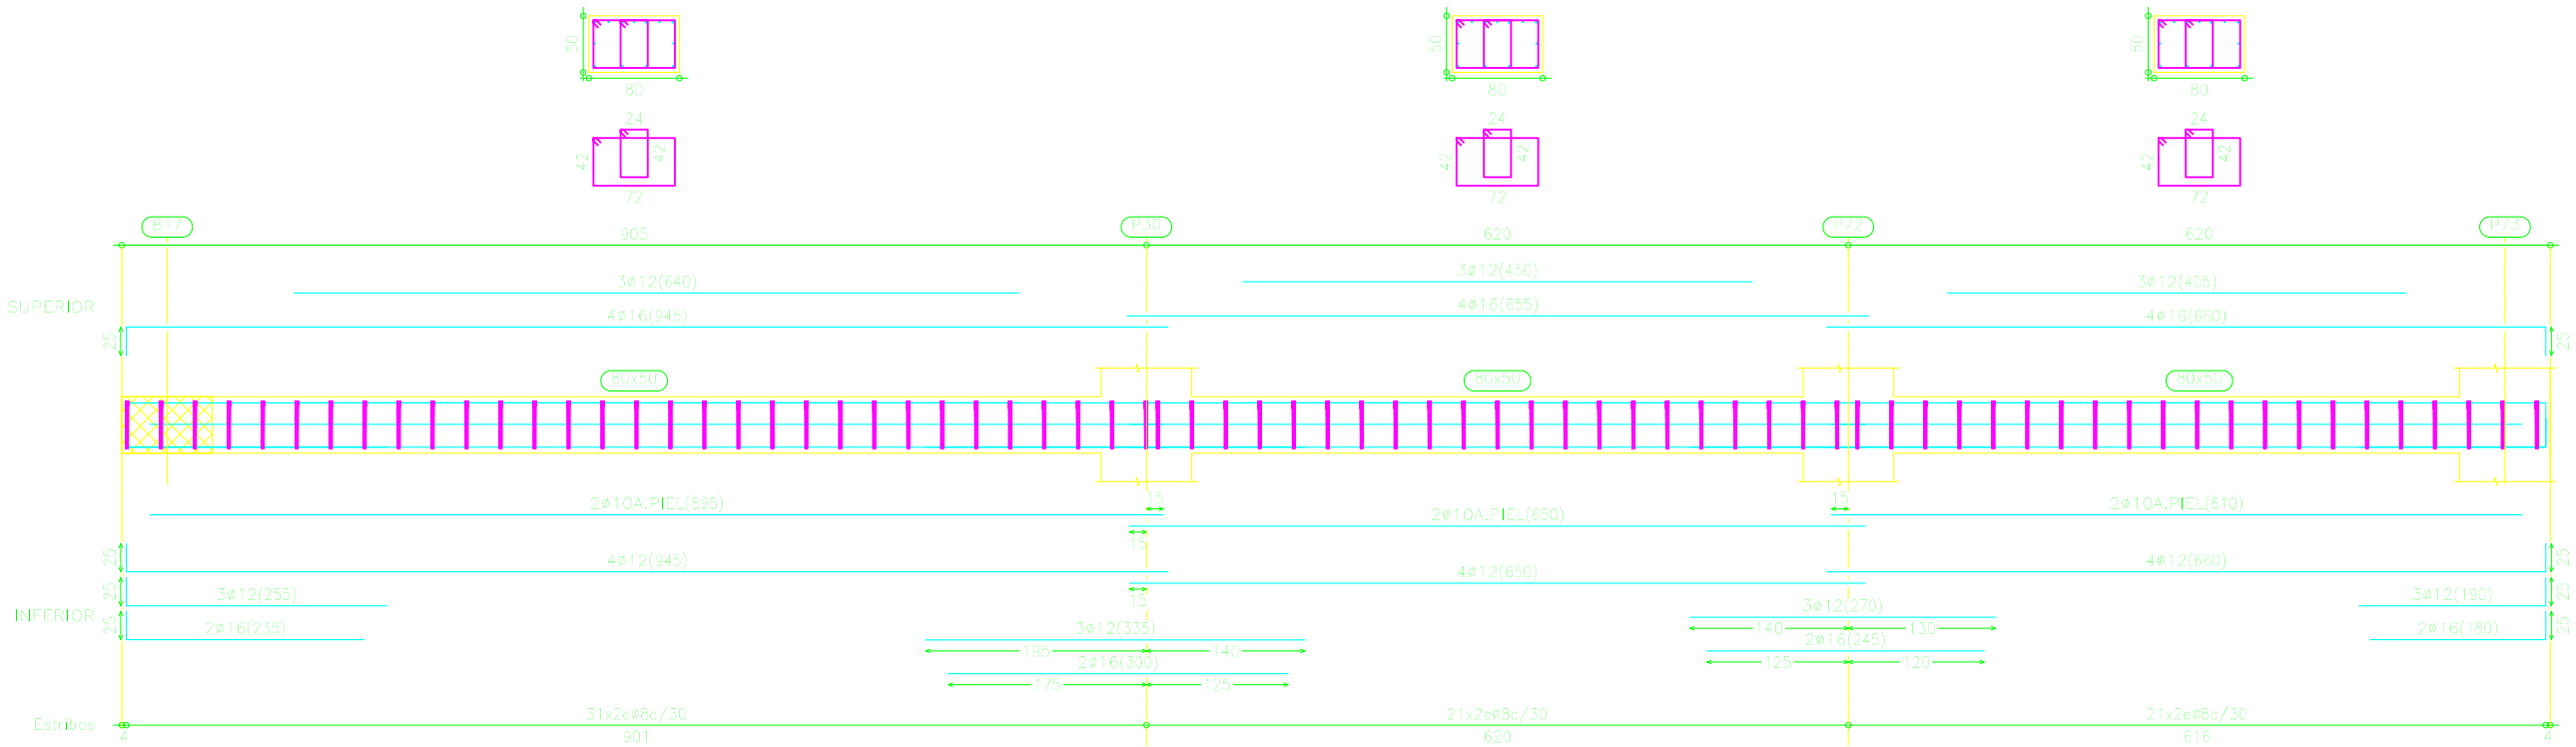 50 50 50
80 80 80
24 24 24
42 42 42 42 42 42
72 72 72
B17 P30 P72 P73
905 620 620
3ø12(640) 3ø12(450) 3ø12(405)
SUPERIOR
4ø16(945) 4ø16(655) 4ø16(660)
25 25
80x50 80x50 80x50
15 15
2ø10A.PIEL(895) 2ø10A.PIEL(650) 2ø10A.PIEL(610)
15
25 4ø12(945) 4ø12(650) 4ø12(660) 25
15
25 3ø12(255) 3ø12(270) 3ø12(190) 25
INFERIOR
140 130
25 2ø16(235) 3ø12(335) 2ø16(245) 2ø16(180) 25
195 140 125 120
2ø16(300)
175 125
Estribos 31x2eø8c/30 21x2eø8c/30 21x2eø8c/30
4 901 620 616 4